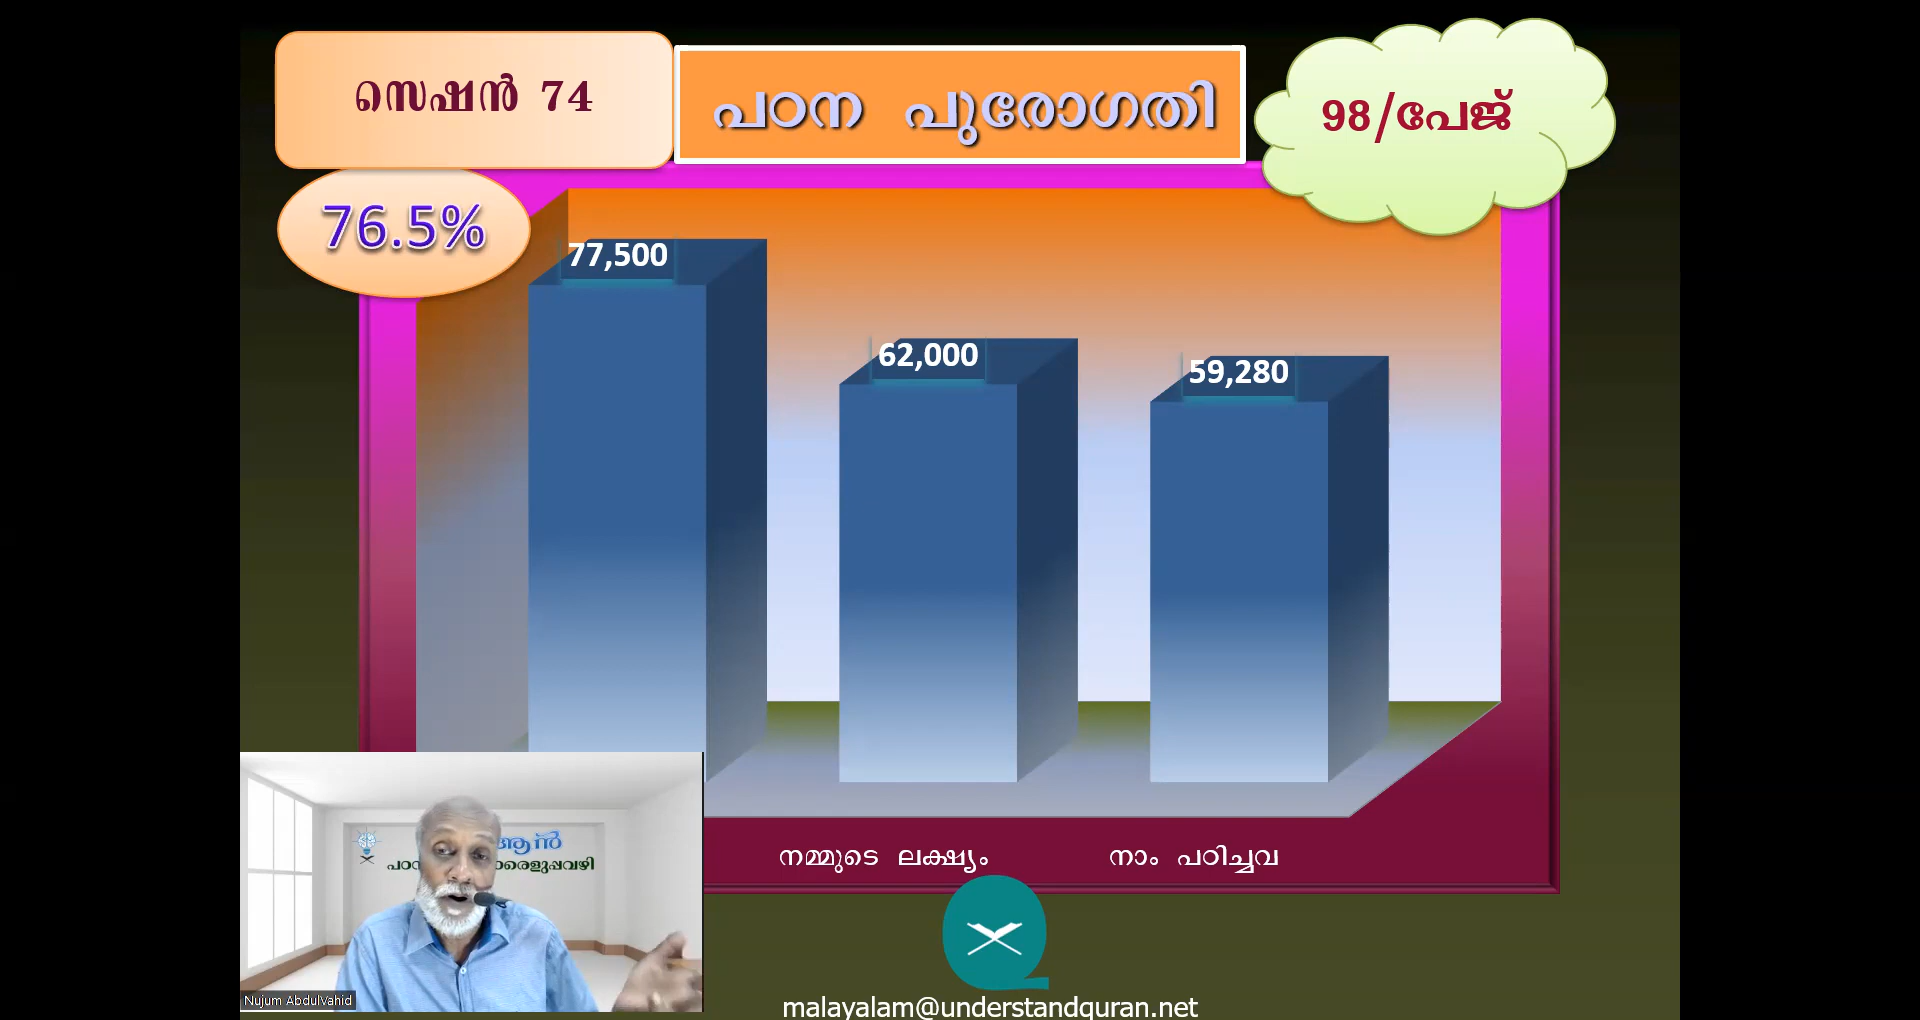 സെഷൻ 74
പഠന പുരോഗതി
98/പേജ്
76.5%
77,500
62,000
59,280
നമ്മുടെ ലക്ഷ്യം
നാം പഠിച്ചവ
Nujum AbdulVahid
malayalam@understandquran.net